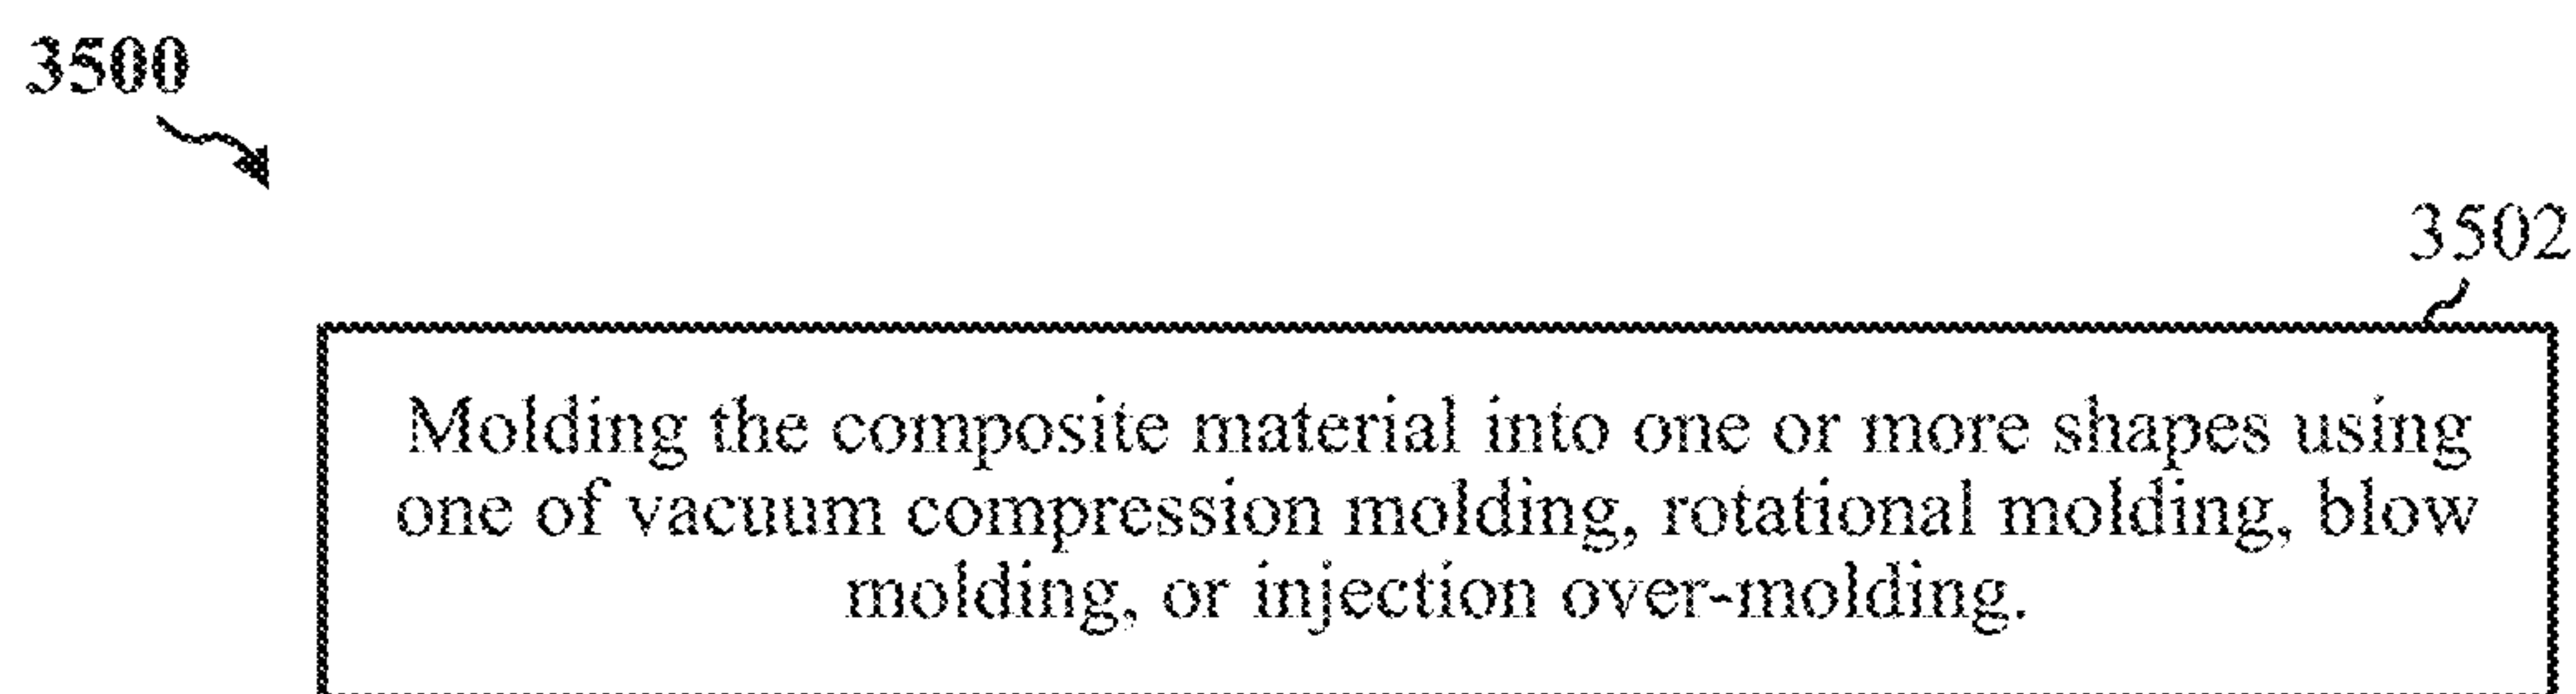 3500
3502
Molding the composite material into one or more shapes using
one of vacuum compression molding, rotational molding, blow
molding, or injection over-molding.